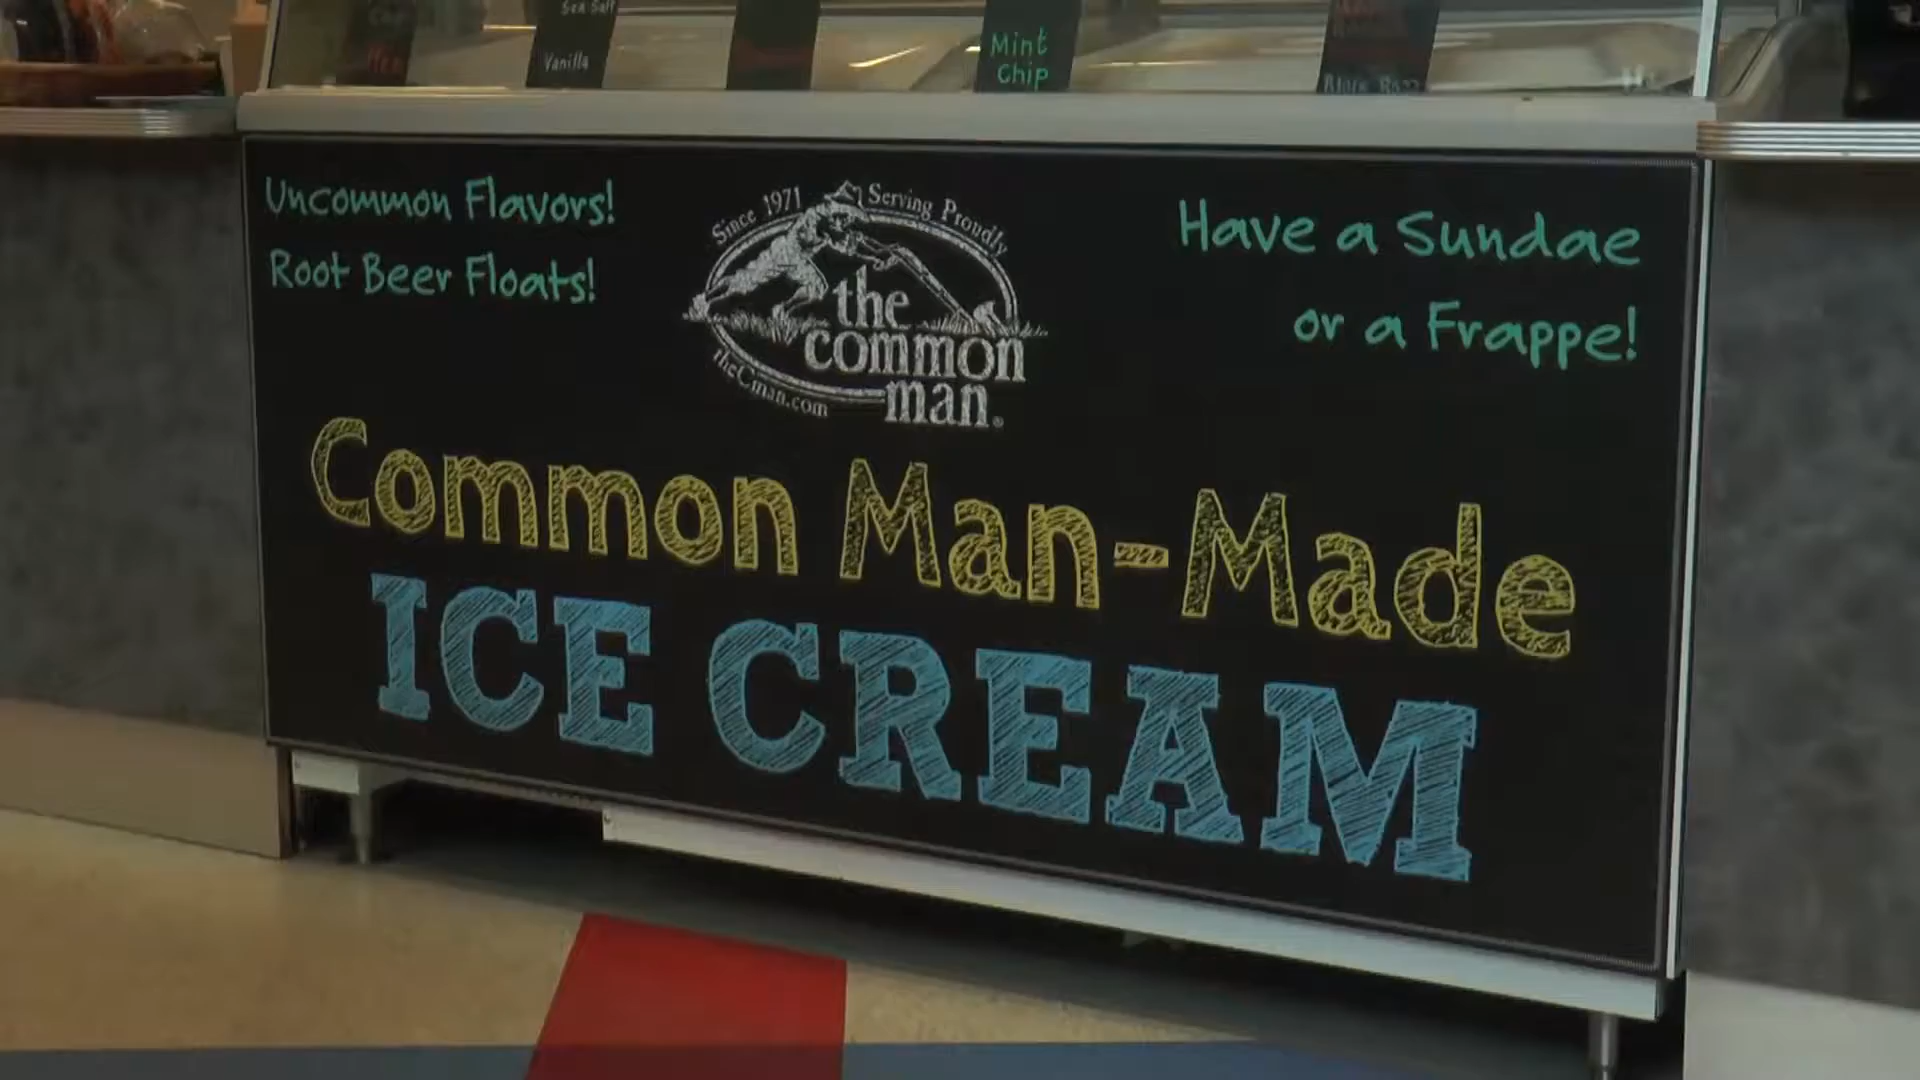 Sea Salt
Vanilla
Mint
Chip
Uncommon Flavors!
Root Beer Floats!
Since 1971
Serving Proudly
the
common
man.
theCman.com
Have a Sundae
or a Frappe!
Common Man-Made
ICE CREAM